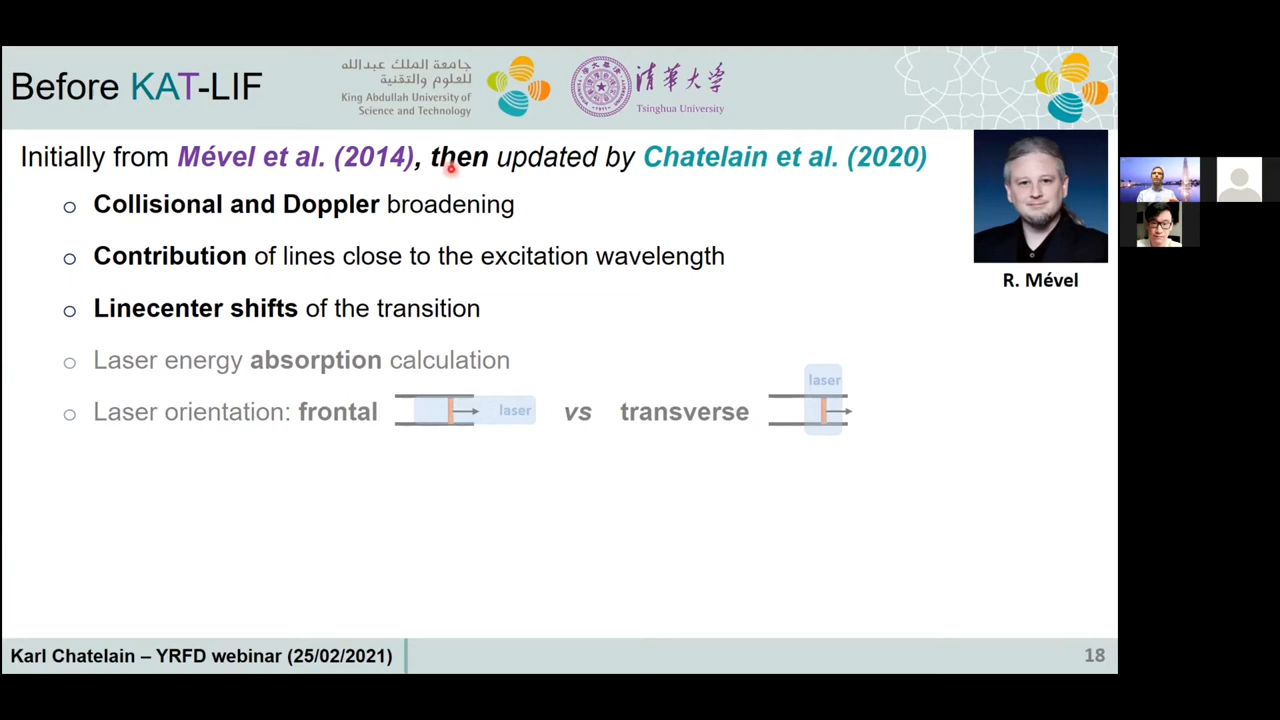 Before KAT-LIF
جامعة الملك عبدالله
للعلوم والتقنية
King Abdullah University of
Science and Technology
清华大学
Tsinghua University
Initially from Mével et al. (2014), then updated by Chatelain et al. (2020)
Collisional and Doppler broadening
Contribution of lines close to the excitation wavelength
Linecenter shifts of the transition
R. Mével
Laser energy absorption calculation
laser
Laser orientation: frontal laser vs transverse
Karl Chatelain – YRFD webinar (25/02/2021)
18